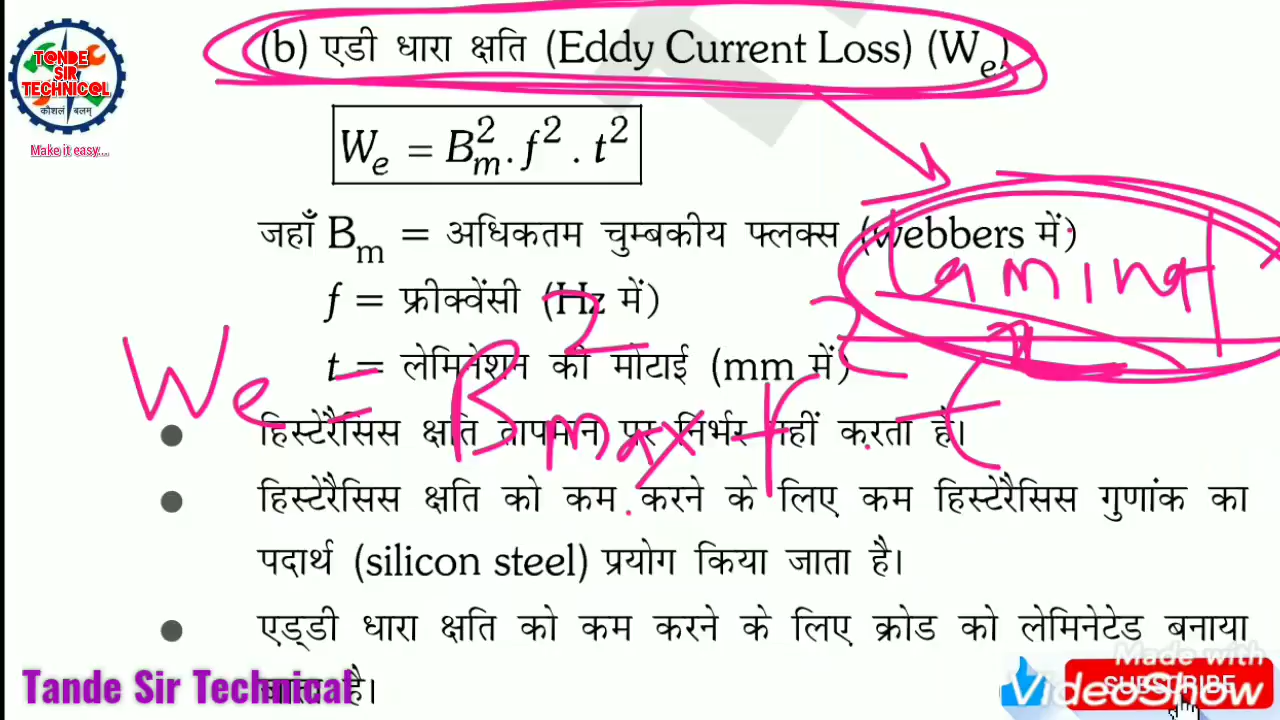 (b) एडी धारा क्षति (Eddy Current Loss) (We)
TANDE
SIR
TECHNICAL
कौशलं बलम्
Make it easy...
We = Bm². f² . t²
जहाँ Bm = अधिकतम चुम्बकीय फ्लक्स (webbers में)
laminat
f = फ्रीक्वेंसी (Hz में)
t = लेमिनेशन की मोटाई (mm में)
We = B²max f² t²
हिस्टेरैसिस क्षति तापमान पर निर्भर नहीं करता है।
हिस्टेरैसिस क्षति को कम करने के लिए कम हिस्टेरैसिस गुणांक का
पदार्थ (silicon steel) प्रयोग किया जाता है।
एड्डी धारा क्षति को कम करने के लिए क्रोड को लेमिनेटेड बनाया
जाता है।
Tande Sir Technical
Made with
VideoShow
SUBSCRIBE